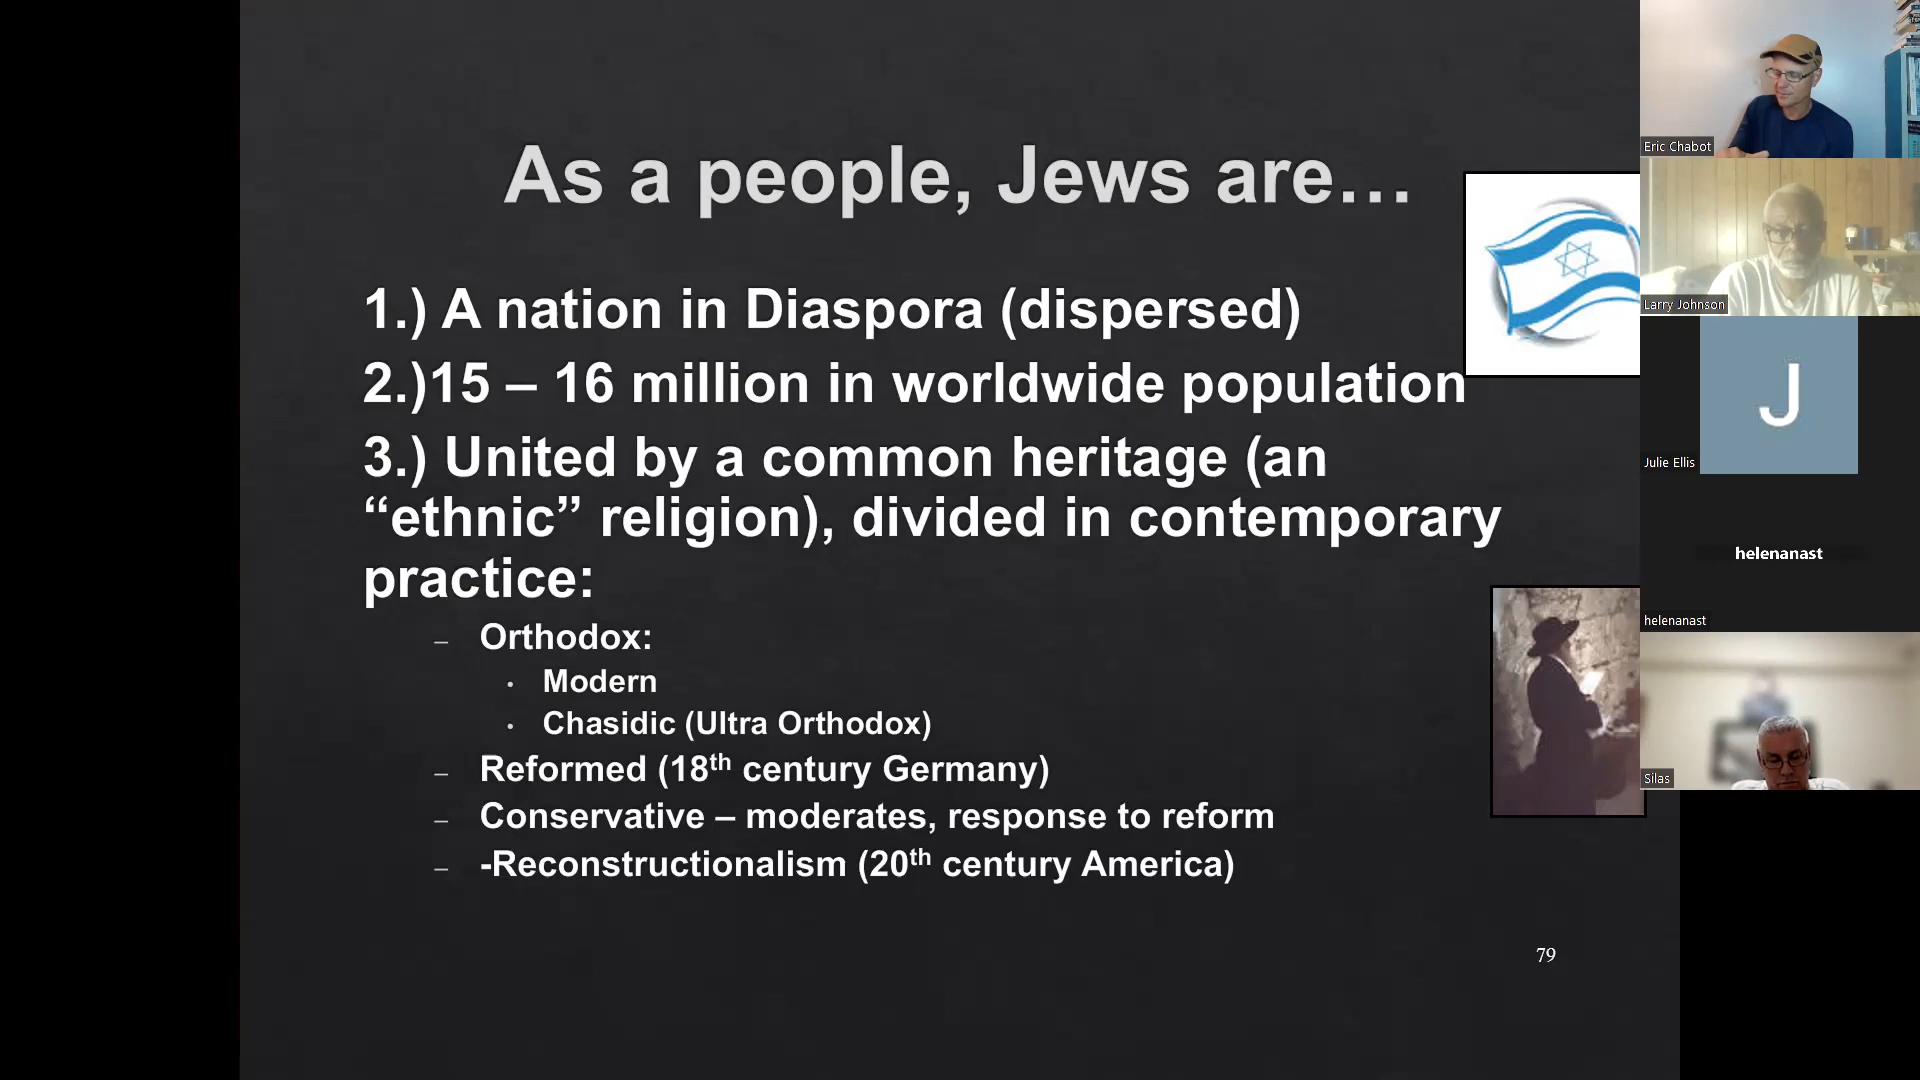 As a people, Jews are…
1.) A nation in Diaspora (dispersed)
2.)15 – 16 million in worldwide population
3.) United by a common heritage (an
“ethnic” religion), divided in contemporary
practice:
– Orthodox:
• Modern
• Chasidic (Ultra Orthodox)
– Reformed (18th century Germany)
– Conservative – moderates, response to reform
– -Reconstructionalism (20th century America)
79
Eric Chabot
Larry Johnson
J
Julie Ellis
helenanast
helenanast
Silas